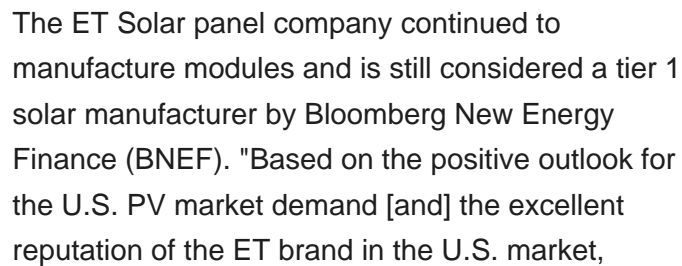 The ET Solar panel company continued to
manufacture modules and is still considered a tier 1
solar manufacturer by Bloomberg New Energy
Finance (BNEF). "Based on the positive outlook for
the U.S. PV market demand [and] the excellent
reputation of the ET brand in the U.S. market,